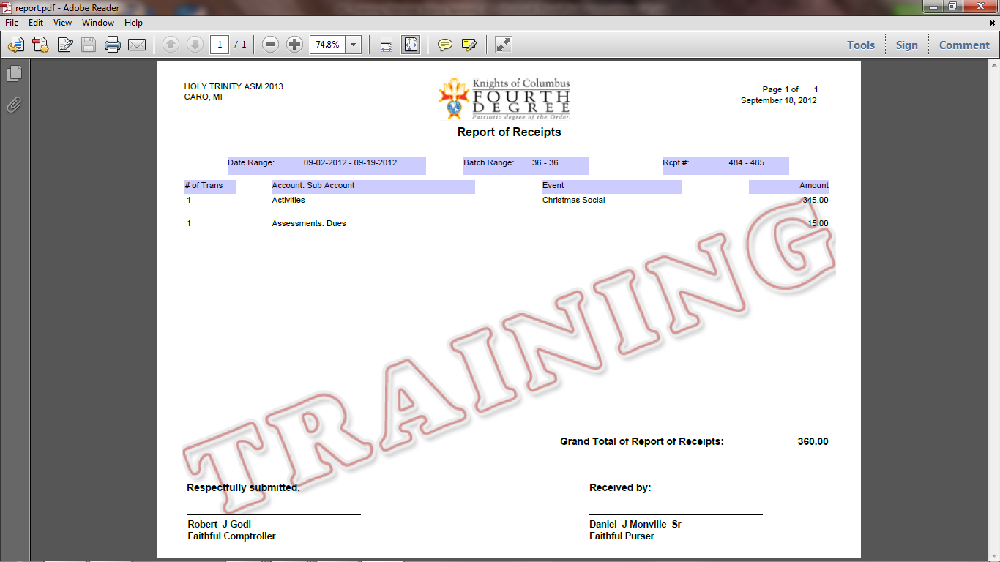 report.pdf - Adobe Reader
File Edit View Window Help
1 / 1 74.8% Tools Sign Comment
HOLY TRINITY ASM 2013
CARO, MI
Knights of Columbus
FOURTH
DEGREE
Patriotic degree of the Order.
Page 1 of 1
September 18, 2012
Report of Receipts
Date Range: 09-02-2012 - 09-19-2012 Batch Range: 36 - 36 Rcpt #: 484 - 485
# of Trans Account: Sub Account Event Amount
1 Activities Christmas Social 345.00
1 Assessments: Dues 15.00
TRAINING
Grand Total of Report of Receipts: 360.00
Respectfully submitted, Received by:
Robert J Godi Daniel J Monville Sr
Faithful Comptroller Faithful Purser